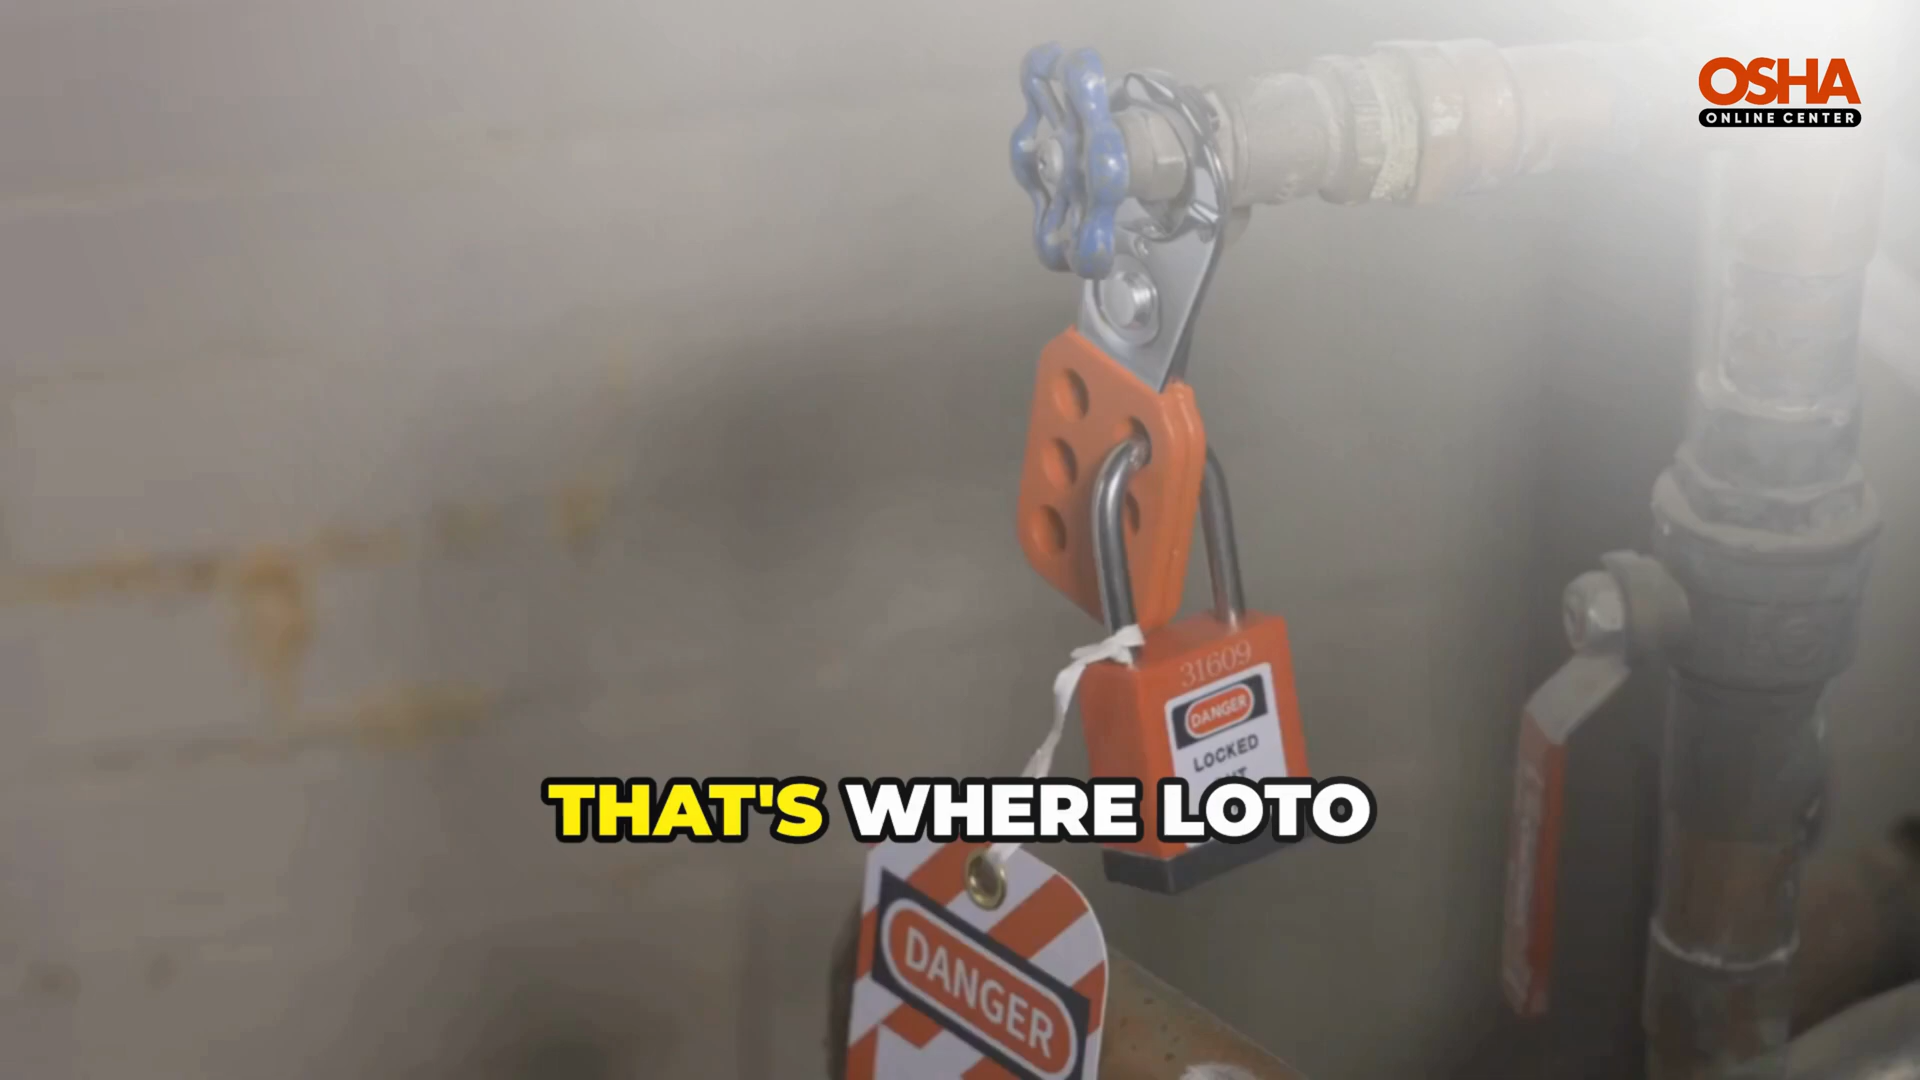 OSHA
ONLINE CENTER
31609
DANGER
LOCKED
THAT'S WHERE LOTO
DANGER